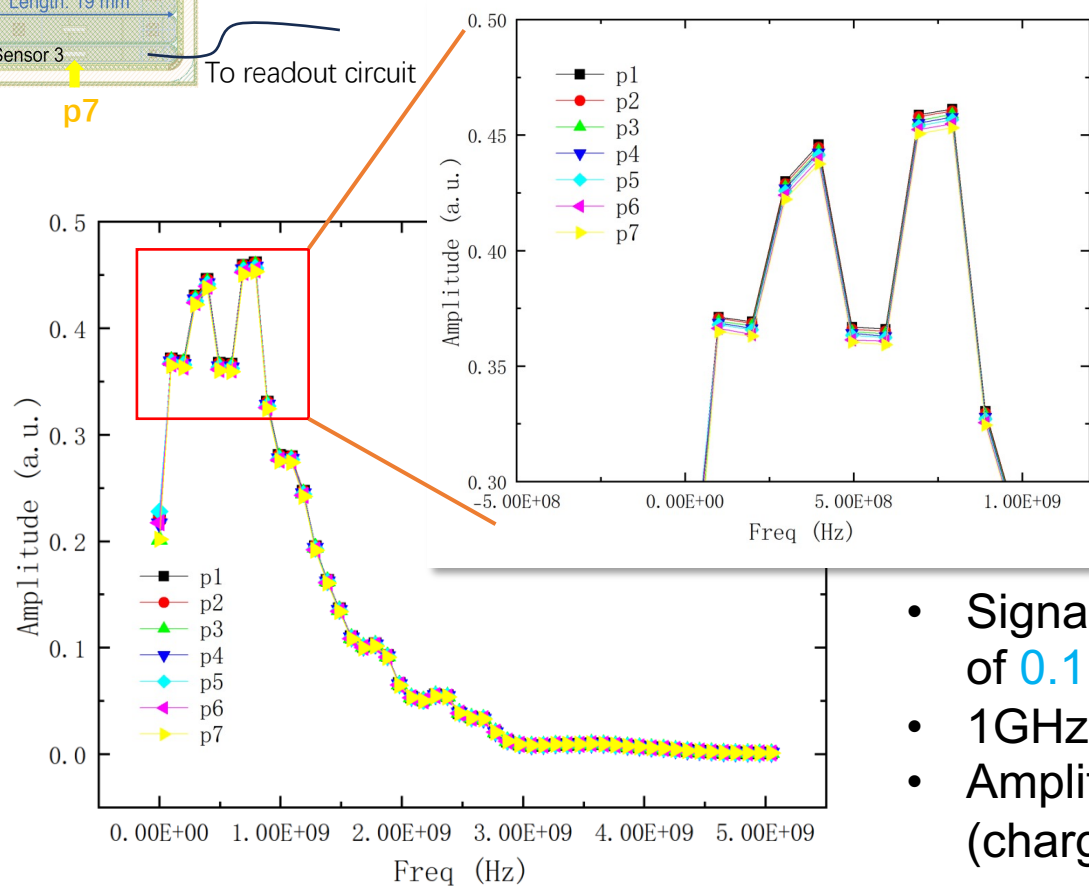 Length: 19 mm
Sensor 3
To readout circuit
p7
0.50
0.45
0.40
0.35
0.30
Amplitude (a.u.)
p1
p2
p3
p4
p5
p6
p7
-5.00E+08
0.00E+00
5.00E+08
1.00E+09
Freq (Hz)
0.5
0.4
0.3
0.2
0.1
0.0
Amplitude (a.u.)
p1
p2
p3
p4
p5
p6
p7
0.00E+00
1.00E+09
2.00E+09
3.00E+09
4.00E+09
5.00E+09
Freq (Hz)
• Signa
of 0.1
• 1GHz
• Amplit
(charg